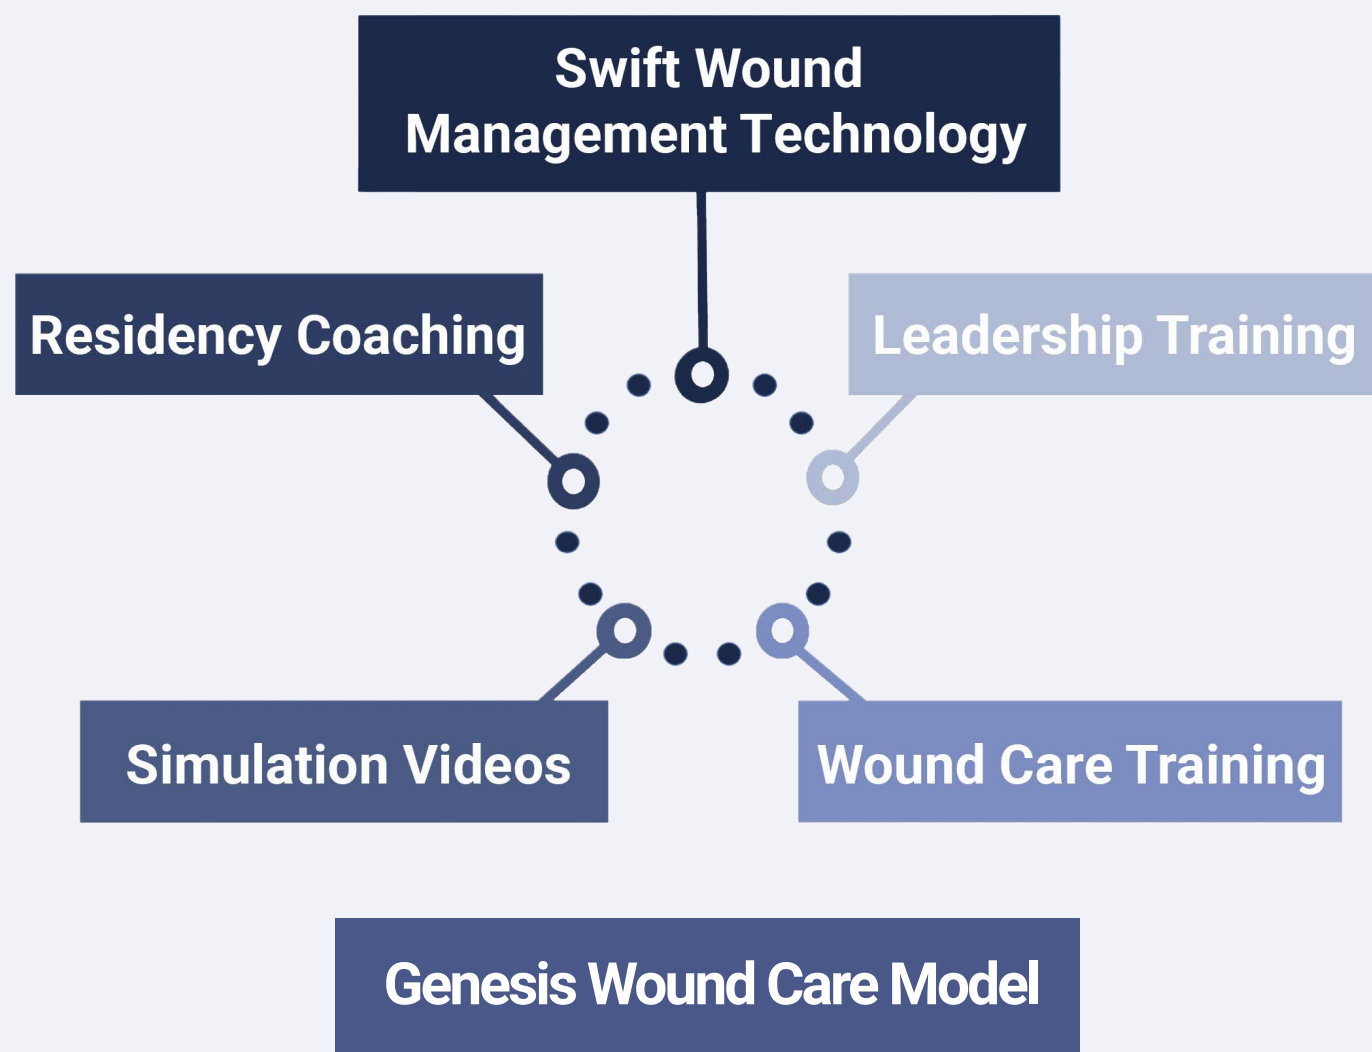 Swift Wound
Management Technology
Residency Coaching
Leadership Training
Simulation Videos
Wound Care Training
Genesis Wound Care Model